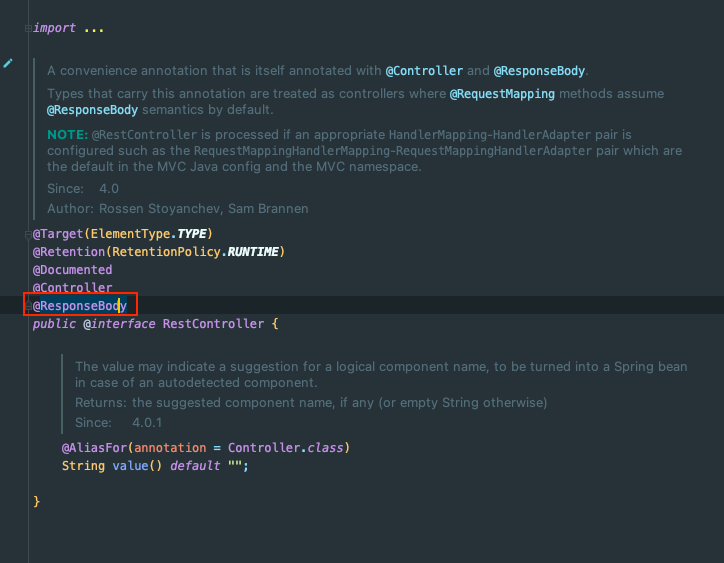 import ...
A convenience annotation that is itself annotated with @Controller and @ResponseBody.
Types that carry this annotation are treated as controllers where @RequestMapping methods assume
@ResponseBody semantics by default.
NOTE: @RestController is processed if an appropriate HandlerMapping-HandlerAdapter pair is
configured such as the RequestMappingHandlerMapping-RequestMappingHandlerAdapter pair which are
the default in the MVC Java config and the MVC namespace.
Since: 4.0
Author: Rossen Stoyanchev, Sam Brannen
@Target(ElementType.TYPE)
@Retention(RetentionPolicy.RUNTIME)
@Documented
@Controller
@ResponseBody
public @interface RestController {
The value may indicate a suggestion for a logical component name, to be turned into a Spring bean
in case of an autodetected component.
Returns: the suggested component name, if any (or empty String otherwise)
Since: 4.0.1
@AliasFor(annotation = Controller.class)
String value() default "";
}